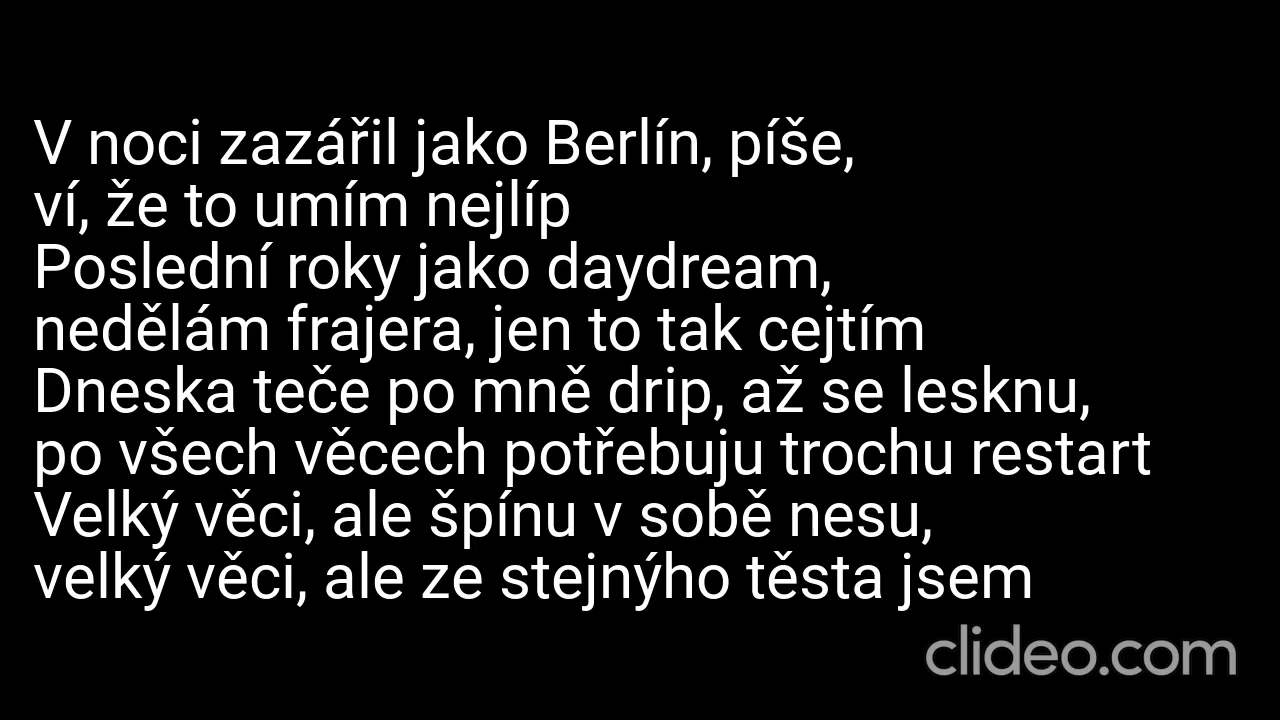 V noci zazářil jako Berlín, píše,
ví, že to umím nejlíp
Poslední roky jako daydream,
nedělám frajera, jen to tak cejtím
Dneska teče po mně drip, až se lesknu,
po všech věcech potřebuju trochu restart
Velký věci, ale špínu v sobě nesu,
velký věci, ale ze stejnýho těsta jsem
clideo.com